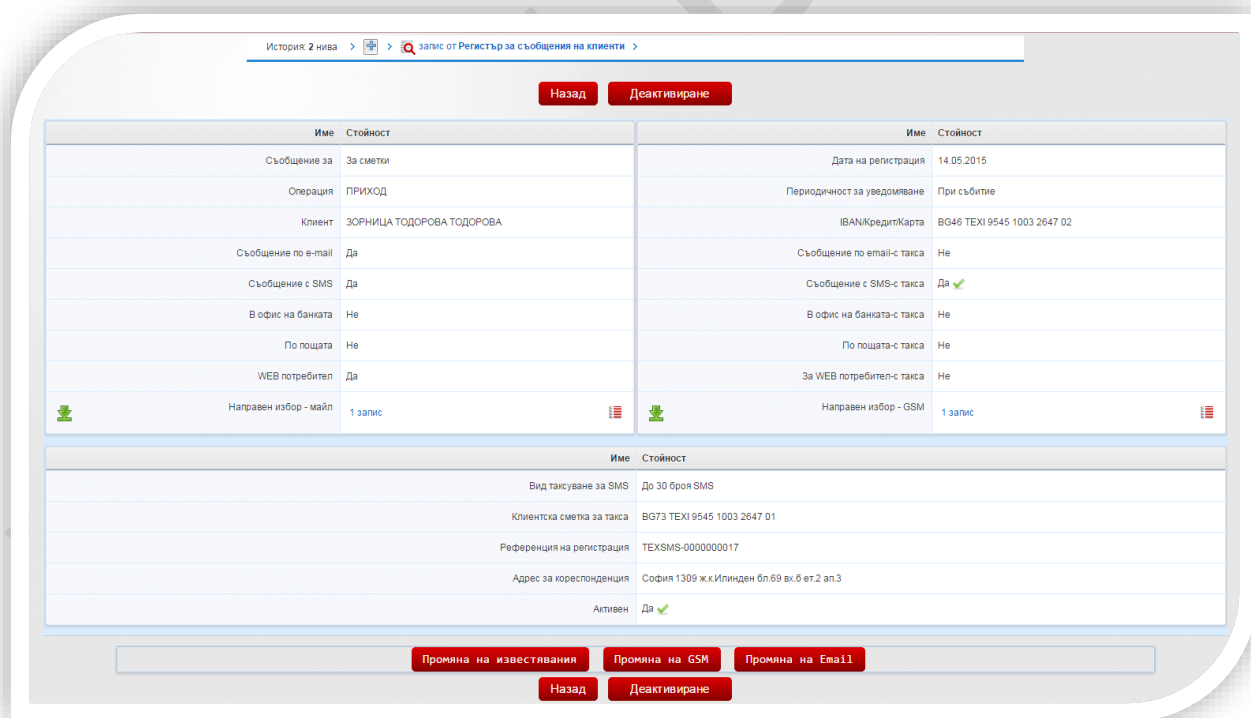 История: 2 нива > > запис от Регистър за съобщения на клиенти >
Назад Деактивиране
Име Стойност
Съобщение за За сметки
Операция ПРИХОД
Клиент ЗОРНИЦА ТОДОРОВА ТОДОРОВА
Съобщение по e-mail Да
Съобщение с SMS Да
В офис на банката Не
По пощата Не
WEB потребител Да
Направен избор - майл 1 запис
Име Стойност
Дата на регистрация 14.05.2015
Периодичност за уведомяване При събитие
IBAN/Кредит/Карта BG46 TEXI 9545 1003 2647 02
Съобщение по email-с такса Не
Съобщение с SMS-с такса Да
В офис на банката-с такса Не
По пощата-с такса Не
За WEB потребител-с такса Не
Направен избор - GSM 1 запис
Име Стойност
Вид таксуване за SMS До 30 броя SMS
Клиентска сметка за такса BG73 TEXI 9545 1003 2647 01
Референция на регистрация TEXSMS-0000000017
Адрес за кореспонденция София 1309 ж.к.Илинден бл.69 вх.б ет.2 ап.3
Активен Да
Промяна на известявания Промяна на GSM Промяна на Email
Назад Деактивиране